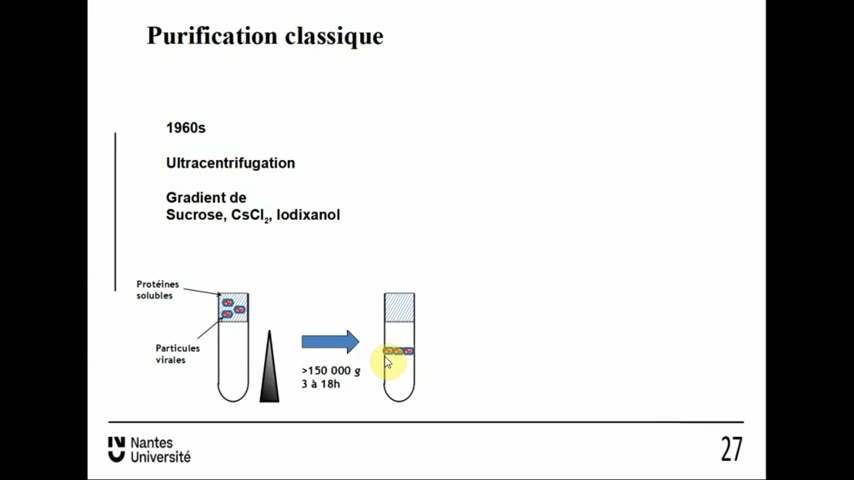 Purification classique
1960s
Ultracentrifugation
Gradient de
Sucrose, CsCl₂, Iodixanol
Protéines
solubles
Particules
virales
>150 000 g
3 à 18h
Nantes
Université
27